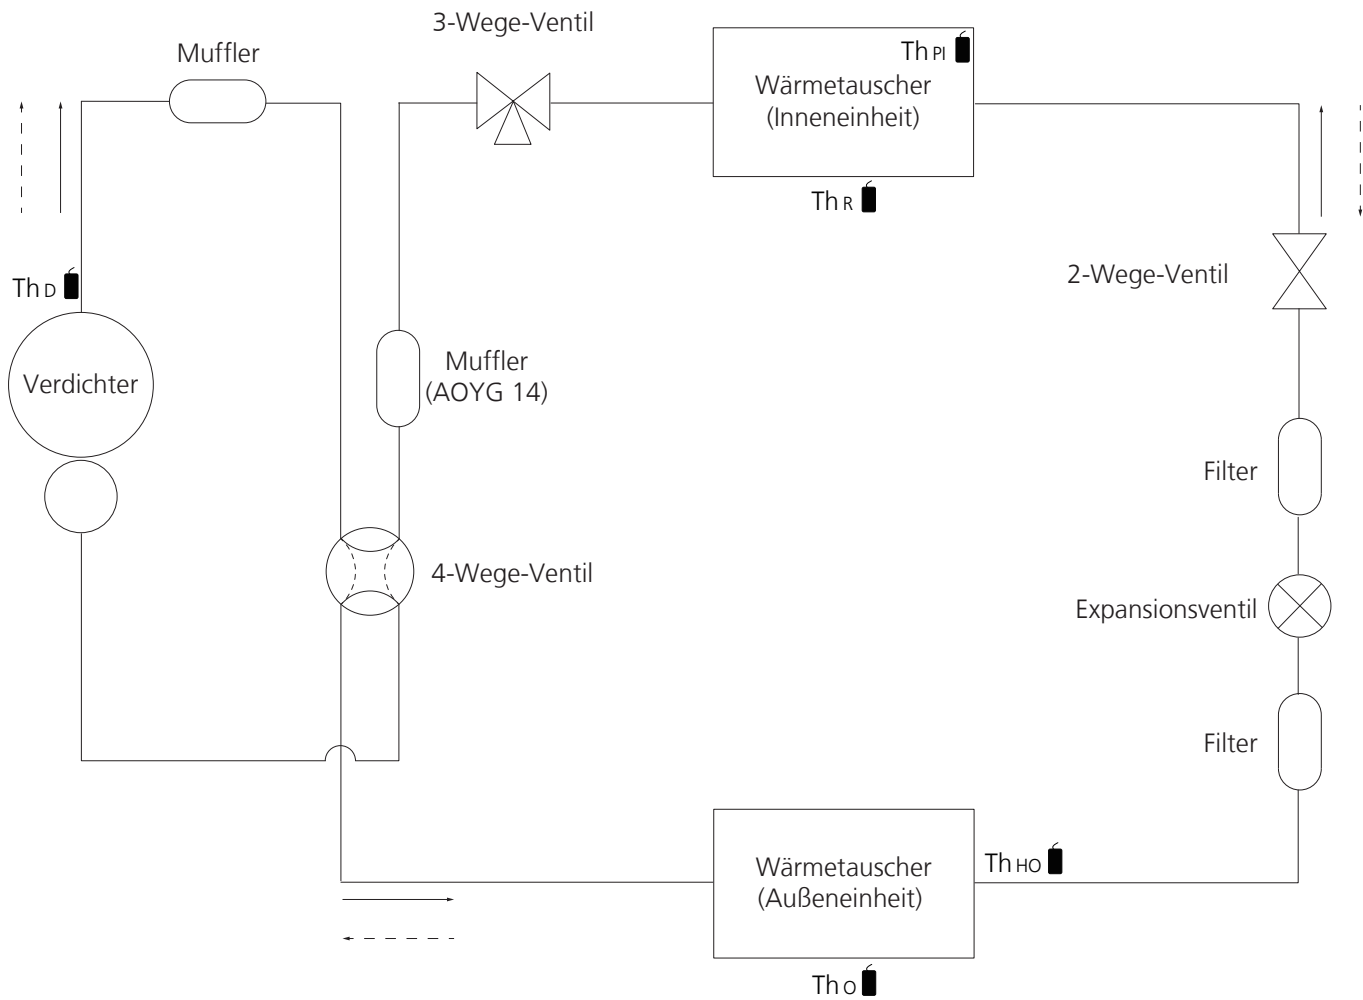 3-Wege-Ventil
Muffler
Th PI
Wärmetauscher
(Inneneinheit)
Th R
Th D
2-Wege-Ventil
Verdichter
Muffler
(AOYG 14)
Filter
4-Wege-Ventil
Expansionsventil
Filter
Wärmetauscher
(Außeneinheit)
Th HO
Th O